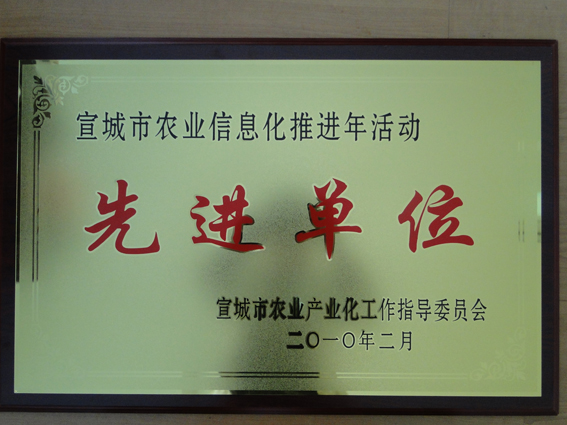 宣城市农业信息化推进年活动
先进单位
宣城市农业产业化工作指导委员会
二〇一〇年二月